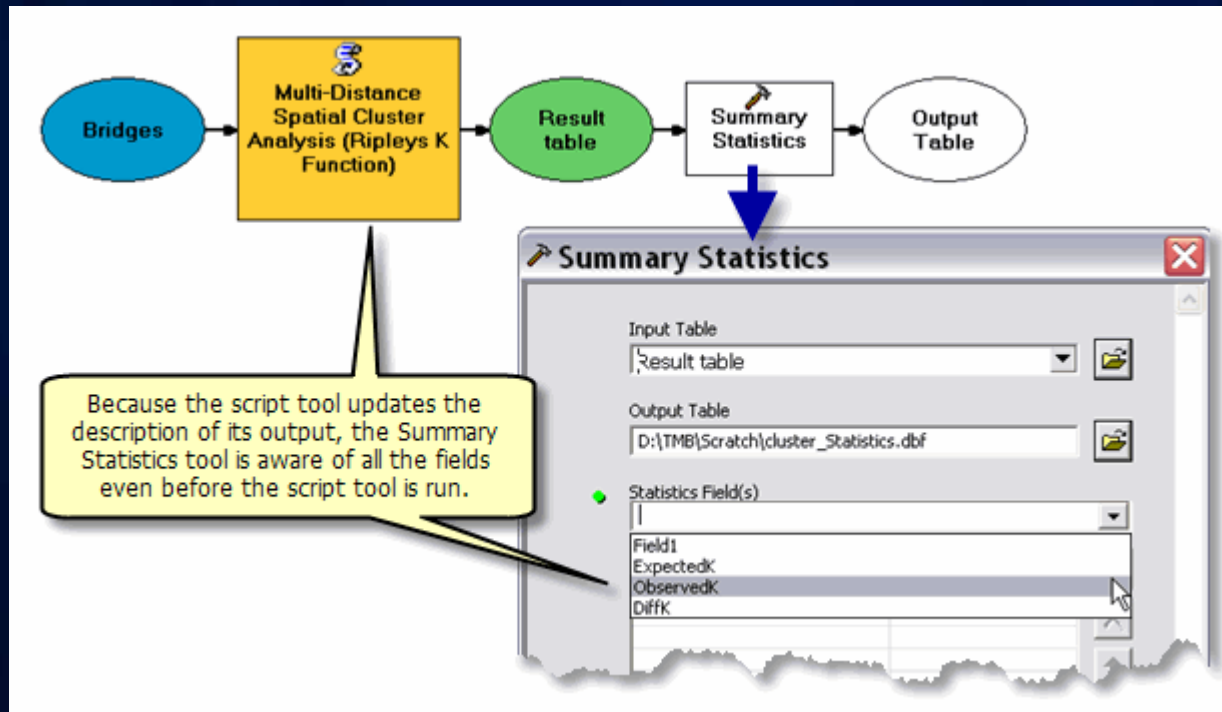 Bridges
Multi-Distance
Spatial Cluster
Analysis (Ripleys K
Function)
Result
table
Summary
Statistics
Output
Table
Summary Statistics
Input Table
Result table
Output Table
D:\TMB\Scratch\cluster_Statistics.dbf
Statistics Field(s)
Field1
ExpectedK
ObservedK
DiffK
Because the script tool updates the
description of its output, the Summary
Statistics tool is aware of all the fields
even before the script tool is run.